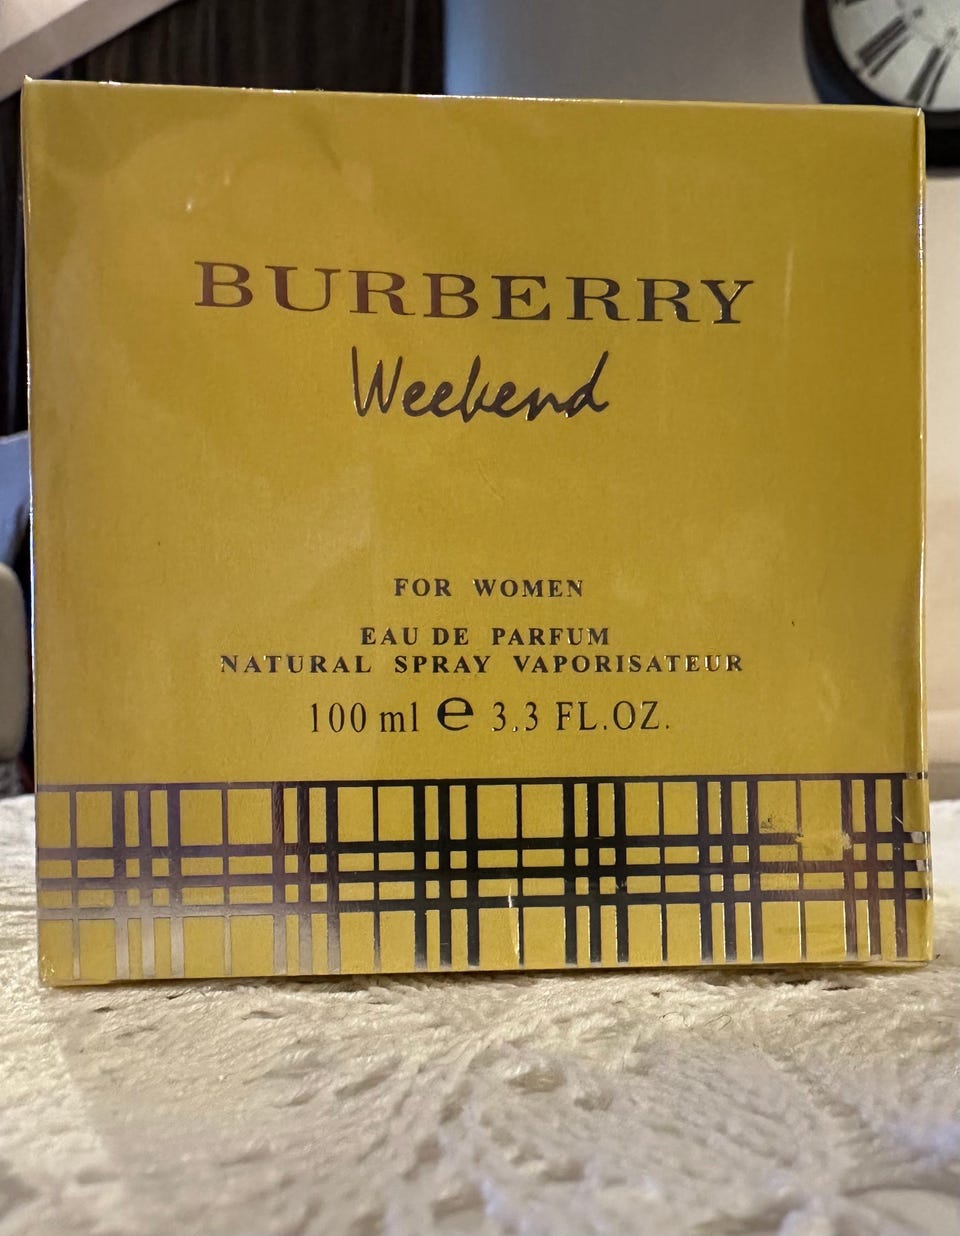 BURBERRY
Weekend
FOR WOMEN
EAU DE PARFUM
NATURAL SPRAY VAPORISATEUR
100 ml e 3.3 FL.OZ.